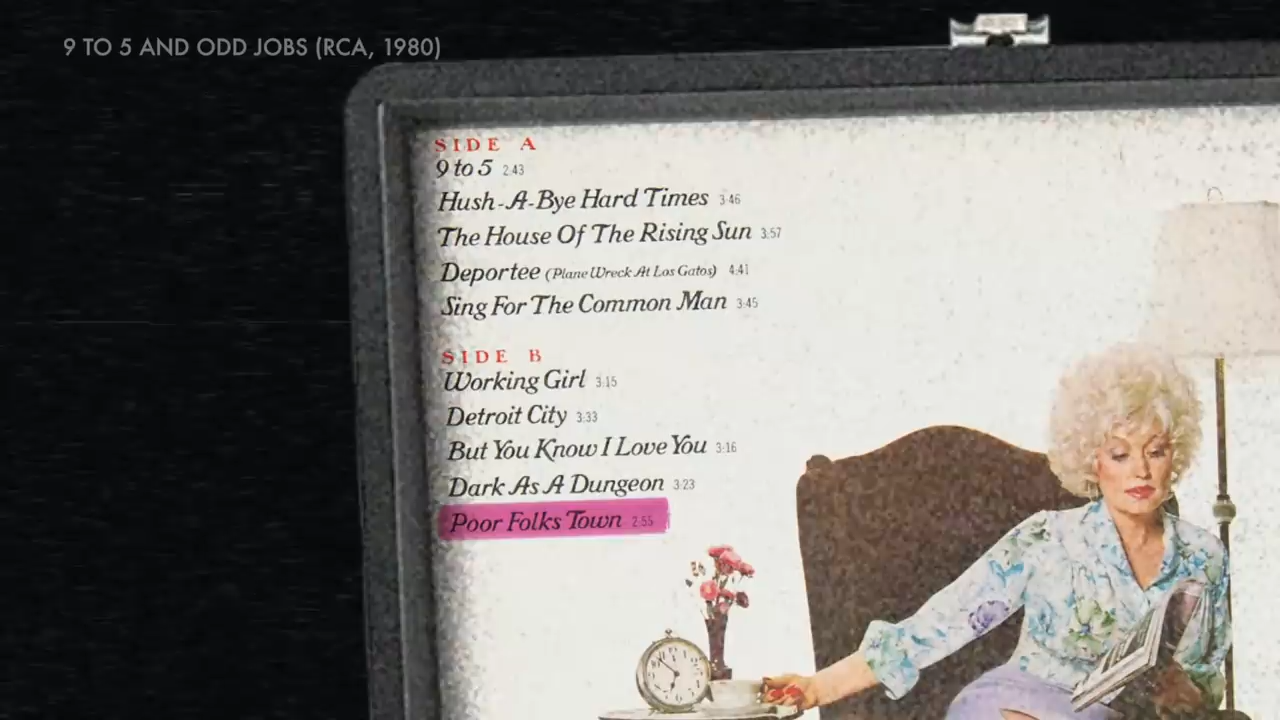 9 TO 5 AND ODD JOBS (RCA, 1980)
SIDE A
9 to 5 2:43
Hush-A-Bye Hard Times 3:46
The House Of The Rising Sun 3:57
Deportee (Plane Wreck At Los Gatos) 4:41
Sing For The Common Man 3:45
SIDE B
Working Girl 3:15
Detroit City 3:33
But You Know I Love You 3:16
Dark As A Dungeon 3:23
Poor Folks Town 2:55